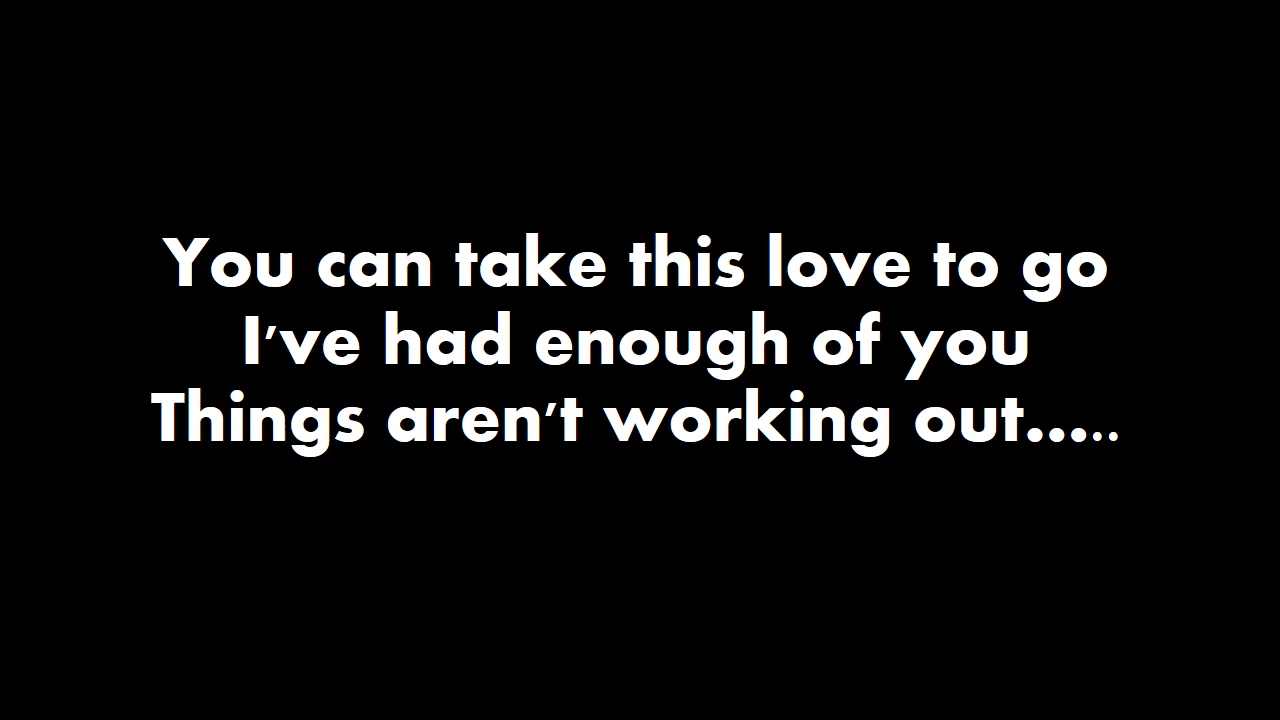 You can take this love to go
I've had enough of you
Things aren't working out.....